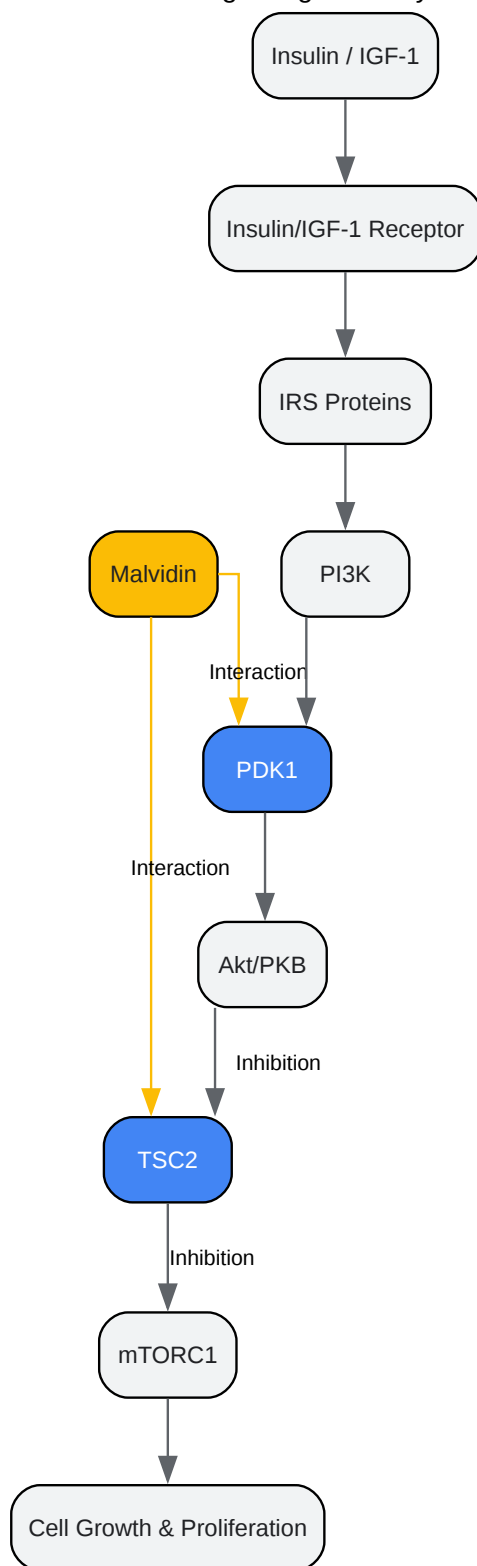 Insulin / IGF-1
Insulin/IGF-1 Receptor
IRS Proteins
Malvidin
PI3K
Interaction
PDK1
Interaction
Akt/PKB
Inhibition
TSC2
Inhibition
mTORC1
Cell Growth & Proliferation